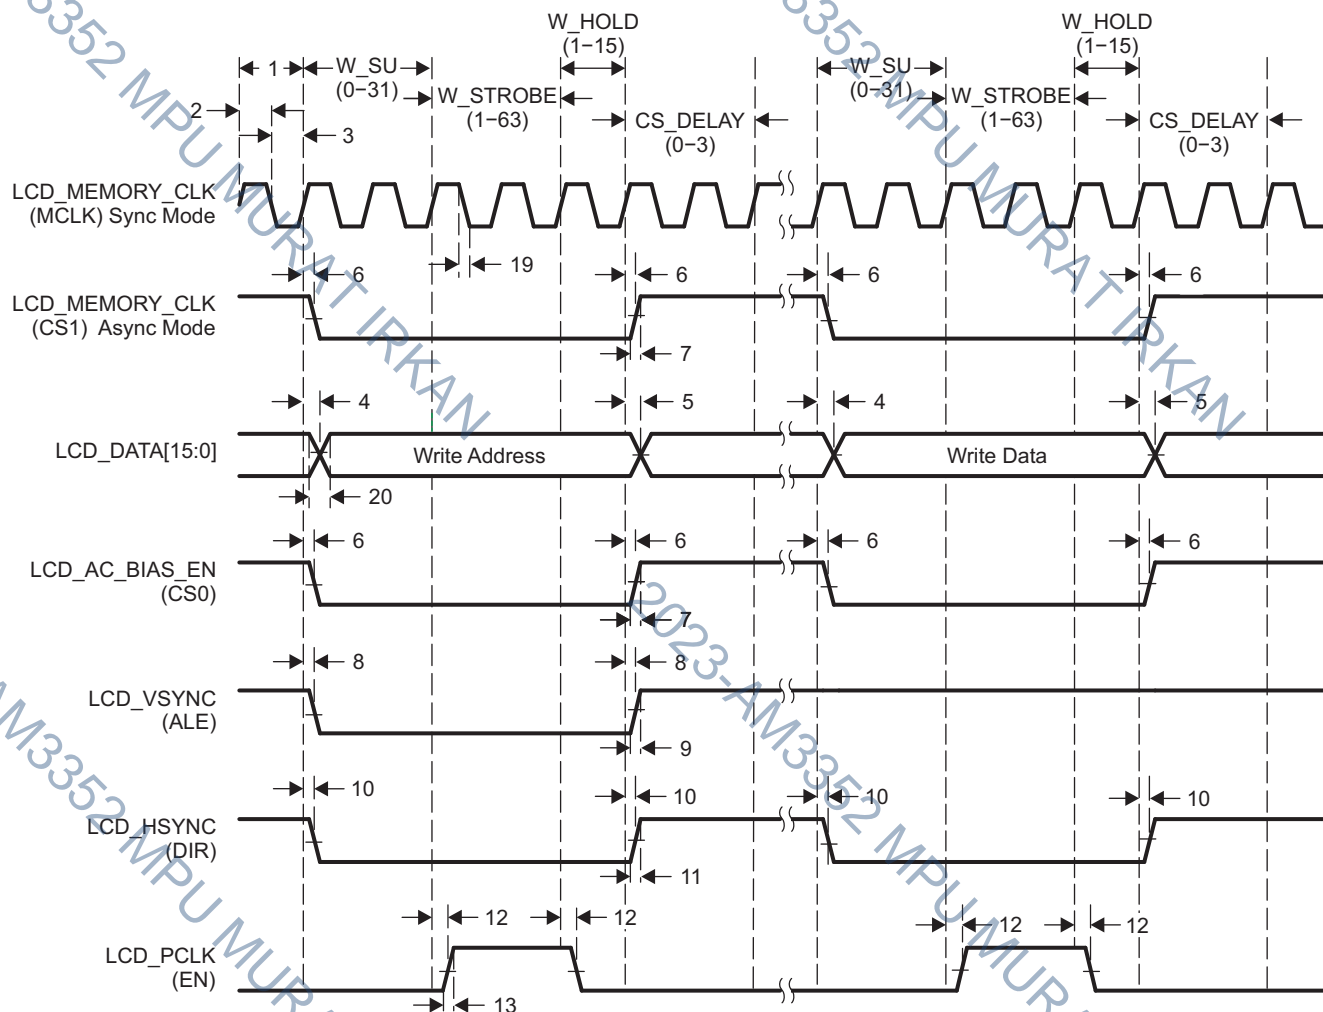 W_HOLD
(1−15)
W_HOLD
(1−15)
1
W_SU
(0−31)
W_SU
(0−31)
2
W_STROBE
(1−63)
W_STROBE
(1−63)
CS_DELAY
(0−3)
CS_DELAY
(0−3)
3
LCD_MEMORY_CLK
(MCLK) Sync Mode
19
6
6
6
6
LCD_MEMORY_CLK
(CS1) Async Mode
7
4
5
4
5
LCD_DATA[15:0]
Write Address
Write Data
20
6
6
6
6
LCD_AC_BIAS_EN
(CS0)
7
8
8
LCD_VSYNC
(ALE)
9
10
10
10
10
LCD_HSYNC
(DIR)
11
12
12
12
12
LCD_PCLK
(EN)
13
3352 MPU MURAT IRKAN
3352 MPU MURAT IRKAN
AM3352 MPU MUR
2023-AM3352 MPU MUR